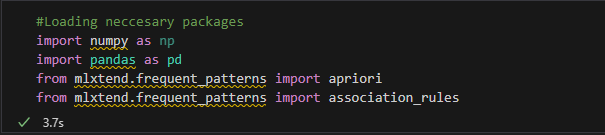 #Loading neccesary packages
import numpy as np
import pandas as pd
from mlxtend.frequent_patterns import apriori
from mlxtend.frequent_patterns import association_rules
3.7s